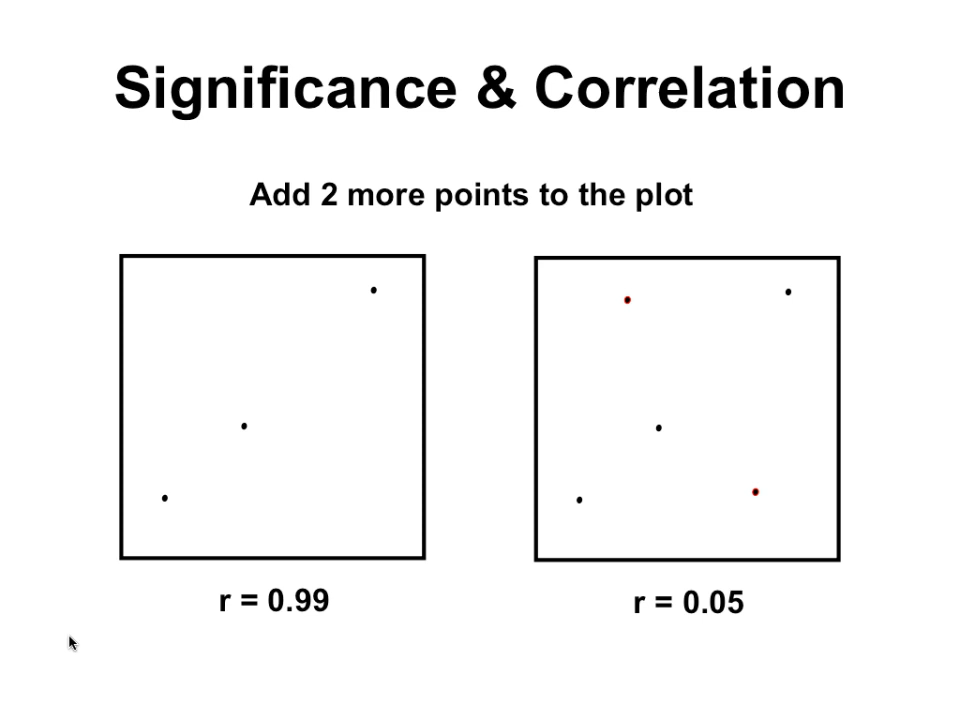 Significance & Correlation
Add 2 more points to the plot
r = 0.99
r = 0.05